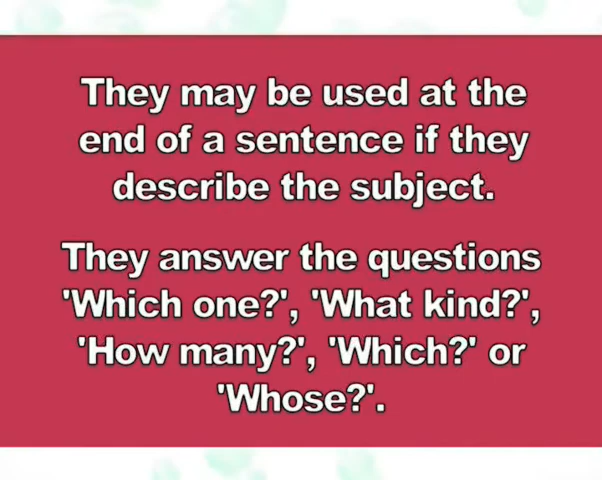 They may be used at the
end of a sentence if they
describe the subject.
They answer the questions
'Which one?', 'What kind?',
'How many?', 'Which?' or
'Whose?'.